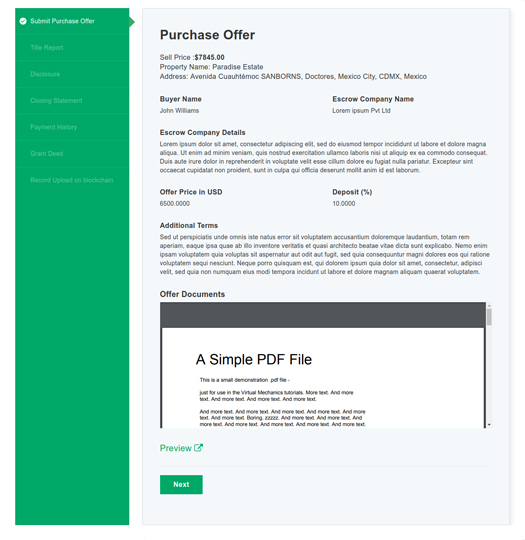 Submit Purchase Offer
Title Report
Disclosure
Closing Statement
Payment History
Grant Deed
Record Upload on blockchain
Purchase Offer
Sell Price :$7845.00
Property Name: Paradise Estate
Address: Avenida Cuauhtémoc SANBORNS, Doctores, Mexico City, CDMX, Mexico
Buyer Name
Escrow Company Name
John Williams
Lorem ipsum Pvt Ltd
Escrow Company Details
Lorem ipsum dolor sit amet, consectetur adipiscing elit, sed do eiusmod tempor incididunt ut labore et dolore magna
aliqua. Ut enim ad minim veniam, quis nostrud exercitation ullamco laboris nisi ut aliquip ex ea commodo consequat.
Duis aute irure dolor in reprehenderit in voluptate velit esse cillum dolore eu fugiat nulla pariatur. Excepteur sint
occaecat cupidatat non proident, sunt in culpa qui officia deserunt mollit anim id est laborum.
Offer Price in USD
Deposit (%)
6500.0000
10.0000
Additional Terms
Sed ut perspiciatis unde omnis iste natus error sit voluptatem accusantium doloremque laudantium, totam rem
aperiam, eaque ipsa quae ab illo inventore veritatis et quasi architecto beatae vitae dicta sunt explicabo. Nemo enim
ipsam voluptatem quia voluptas sit aspernatur aut odit aut fugit, sed quia consequuntur magni dolores eos qui ratione
voluptatem sequi nesciunt. Neque porro quisquam est, qui dolorem ipsum quia dolor sit amet, consectetur, adipisci
velit, sed quia non numquam eius modi tempora incidunt ut labore et dolore magnam aliquam quaerat voluptatem.
Offer Documents
A Simple PDF File
This is a small demonstration .pdf file -
just for use in the Virtual Mechanics tutorials. More text. And more
text. And more text. And more text. And more text.
And more text. And more text. And more text. And more text. And more
text. And more text. Boring, zzzzz. And more text. And more text. And
more text. And more text. And more text. And more text. And more text.
Preview
Next